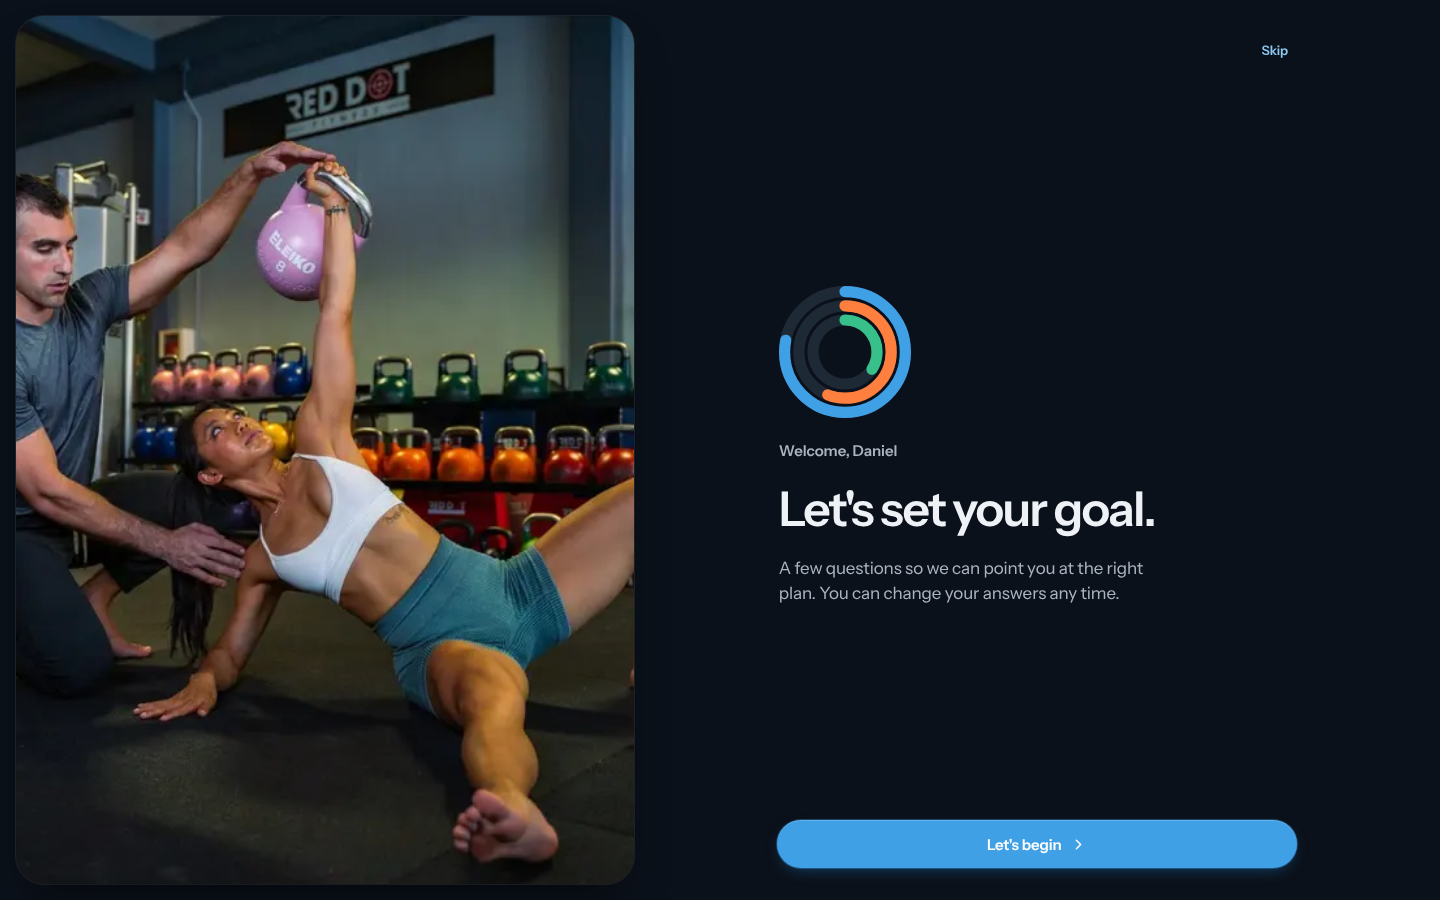 RED DOT
FITNESS
ELEIKO
8
Skip
Welcome, Daniel
Let's set your goal.
A few questions so we can point you at the right
plan. You can change your answers any time.
Let's begin